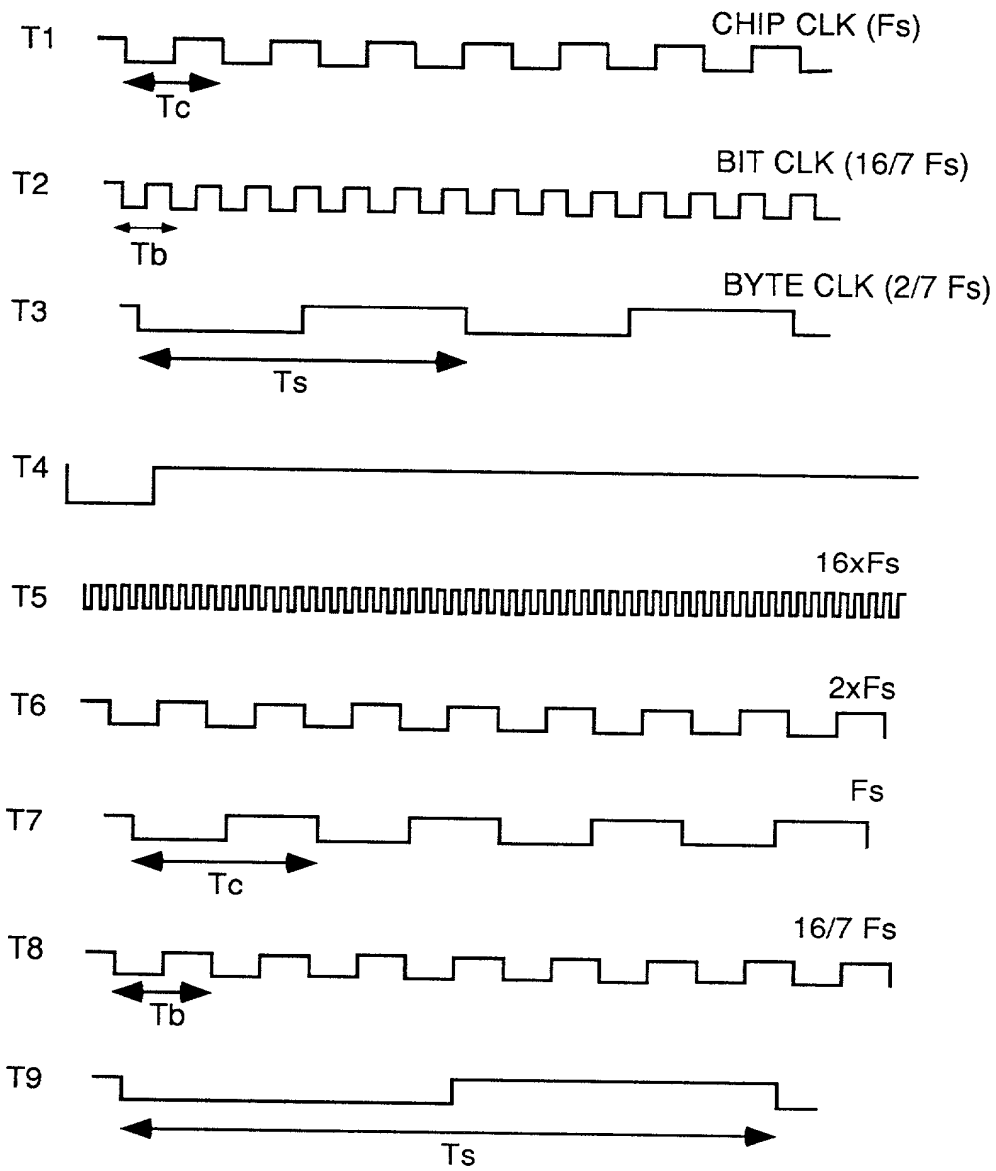 T1 CHIP CLK (Fs)
Tc
T2 BIT CLK (16/7 Fs)
Tb
T3 BYTE CLK (2/7 Fs)
Ts
T4
T5 16xFs
T6 2xFs
T7 Fs
Tc
T8 16/7 Fs
Tb
T9
Ts